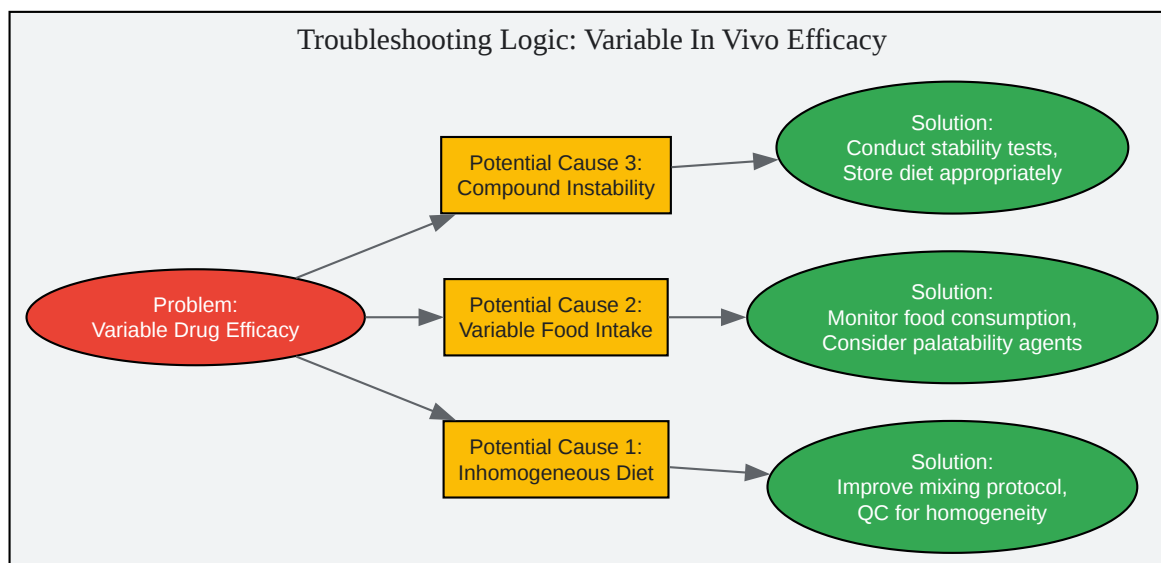 Troubleshooting Logic: Variable In Vivo Efficacy
Problem:
Variable Drug Efficacy
Potential Cause 3:
Compound Instability
Solution:
Conduct stability tests,
Store diet appropriately
Potential Cause 2:
Variable Food Intake
Solution:
Monitor food consumption,
Consider palatability agents
Potential Cause 1:
Inhomogeneous Diet
Solution:
Improve mixing protocol,
QC for homogeneity